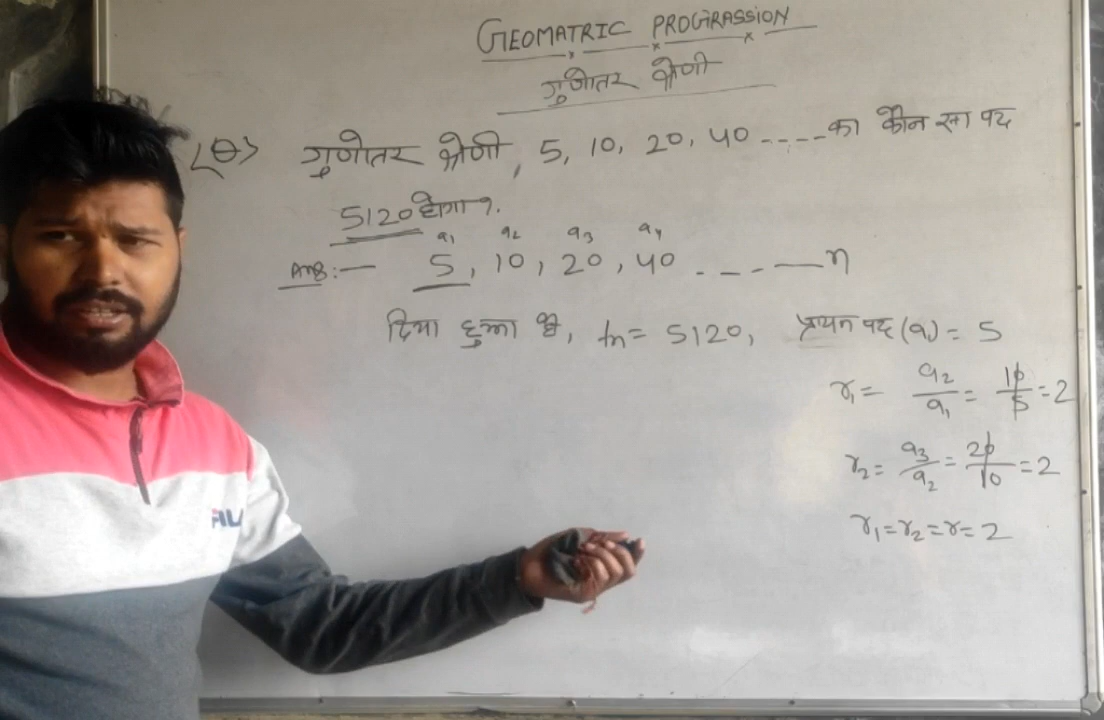 GEOMATRIC PROGRASSION
गुणोतर श्रेणी
<Q> गुणोतर श्रेणी, 5, 10, 20, 40 ---- का कौन सा पद
5120 होगा ?.
a₁ a₂ a₃ a₄
Ans:— 5, 10, 20, 40 - - - - — n
दिया हुआ है, tn = 5120, प्रथम पद (a) = 5
r₁ = a₂/a₁ = 10/5 = 2
r₂ = a₃/a₂ = 20/10 = 2
r₁ = r₂ = r = 2
FILA